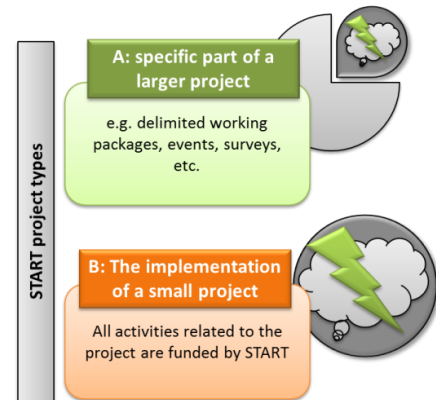 START project types
A: specific part of a
larger project
e.g. delimited working
packages, events, surveys,
etc.
B: The implementation
of a small project
All activities related to the
project are funded by START